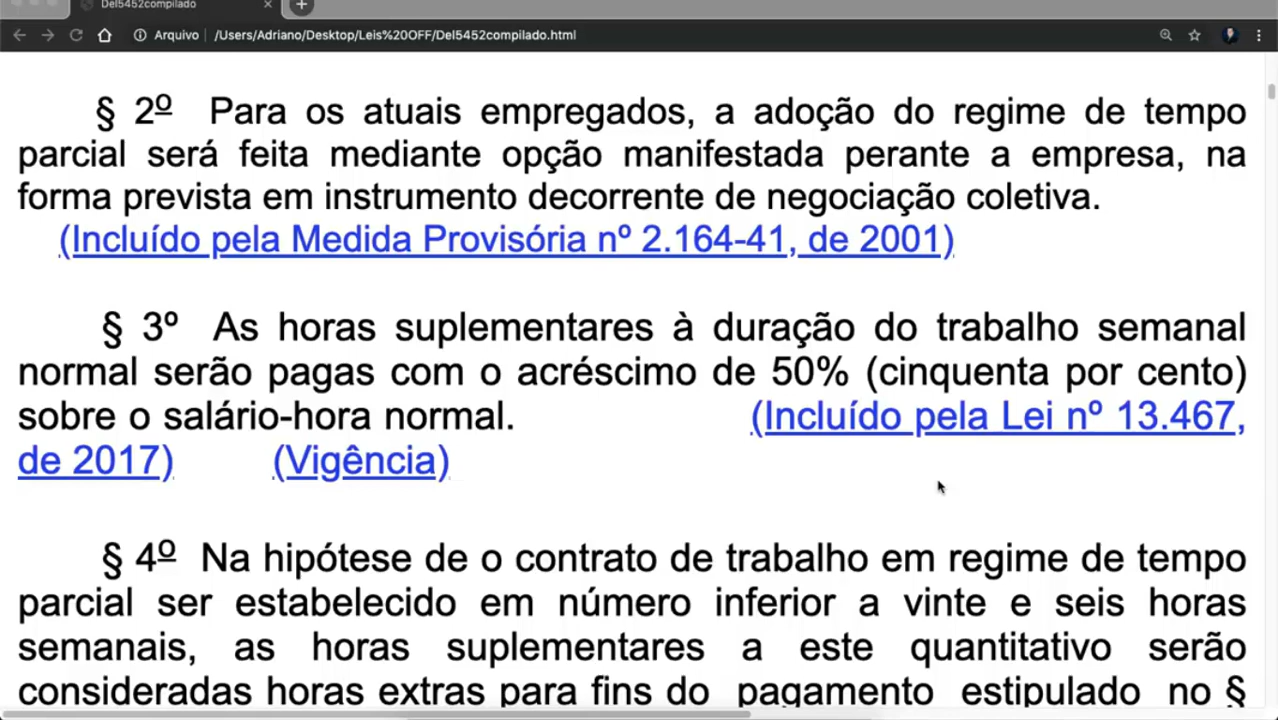 Del5452compilado
Arquivo | /Users/Adriano/Desktop/Leis%20OFF/Del5452compilado.html
§ 2º Para os atuais empregados, a adoção do regime de tempo
parcial será feita mediante opção manifestada perante a empresa, na
forma prevista em instrumento decorrente de negociação coletiva.
(Incluído pela Medida Provisória nº 2.164-41, de 2001)
§ 3º As horas suplementares à duração do trabalho semanal
normal serão pagas com o acréscimo de 50% (cinquenta por cento)
sobre o salário-hora normal. (Incluído pela Lei nº 13.467,
de 2017) (Vigência)
§ 4º Na hipótese de o contrato de trabalho em regime de tempo
parcial ser estabelecido em número inferior a vinte e seis horas
semanais, as horas suplementares a este quantitativo serão
consideradas horas extras para fins do pagamento estipulado no §